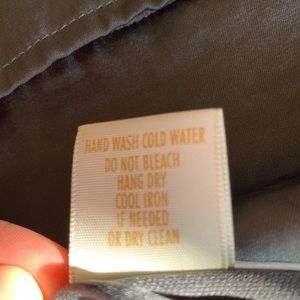 HAND WASH COLD WATER
DO NOT BLEACH
HANG DRY
COOL IRON
IF NEEDED
OR DRY CLEAN